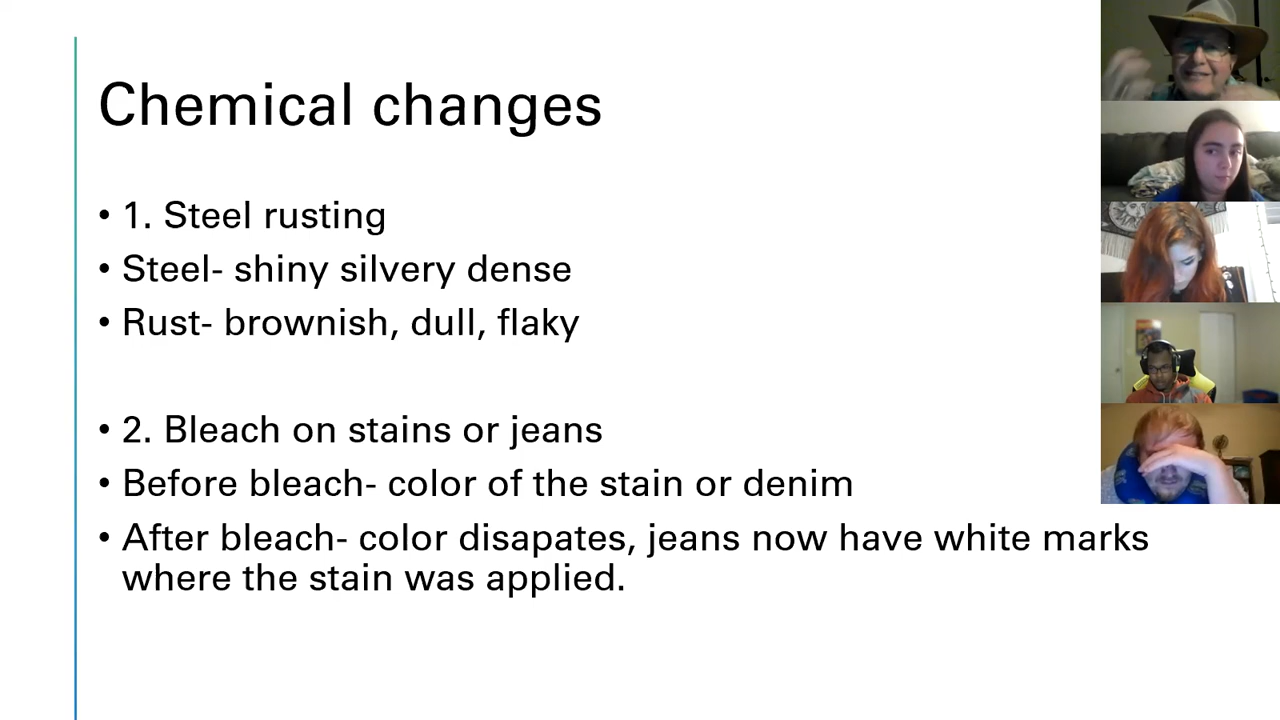 Chemical changes
• 1. Steel rusting
• Steel- shiny silvery dense
• Rust- brownish, dull, flaky
• 2. Bleach on stains or jeans
• Before bleach- color of the stain or denim
• After bleach- color disapates, jeans now have white marks
where the stain was applied.